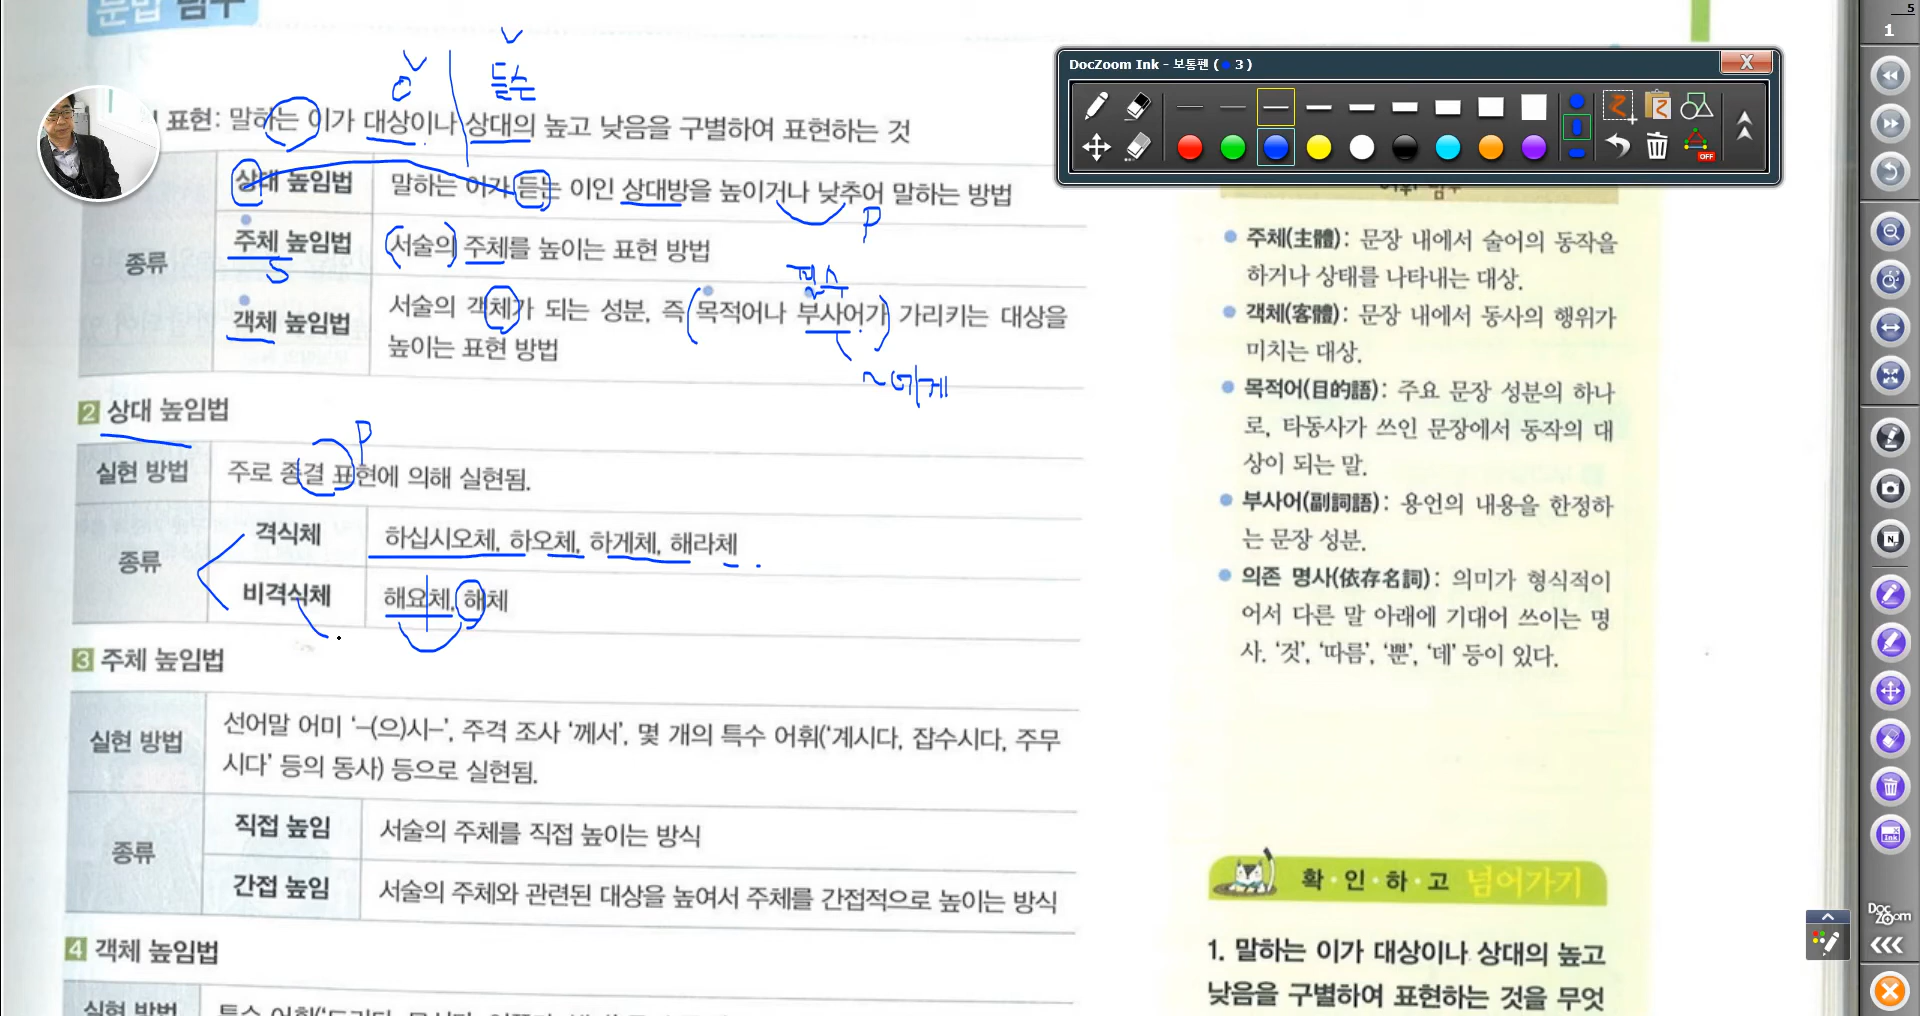 문법 탐구
표현: 말하는 이가 대상이나 상대의 높고 낮음을 구별하여 표현하는 것
종류
상대 높임법
말하는 이가 듣는 이인 상대방을 높이거나 낮추어 말하는 방법
P
주체 높임법
(서술의) 주체를 높이는 표현 방법
S
객체 높임법
서술의 객체가 되는 성분, 즉 (목적어나 부사어가) 가리키는 대상을
높이는 표현 방법
필수
~에게
2 상대 높임법
P
실현 방법
주로 종결 표현에 의해 실현됨.
종류
격식체
하십시오체, 하오체, 하게체, 해라체
비격식체
해요체, 해체
3 주체 높임법
실현 방법
선어말 어미 '–(으)시–', 주격 조사 '께서', 몇 개의 특수 어휘('계시다, 잡수시다, 주무
시다' 등의 동사) 등으로 실현됨.
종류
직접 높임
서술의 주체를 직접 높이는 방식
간접 높임
서술의 주체와 관련된 대상을 높여서 주체를 간접적으로 높이는 방식
4 객체 높임법
실현 방법
DocZoom Ink - 보통펜 ( 3 )
X
OFF
주체(主體): 문장 내에서 술어의 동작을
하거나 상태를 나타내는 대상.
객체(客體): 문장 내에서 동사의 행위가
미치는 대상.
목적어(目的語): 주요 문장 성분의 하나
로, 타동사가 쓰인 문장에서 동작의 대
상이 되는 말.
부사어(副詞語): 용언의 내용을 한정하
는 문장 성분.
의존 명사(依存名詞): 의미가 형식적이
어서 다른 말 아래에 기대어 쓰이는 명
사. '것', '따름', '뿐', '데' 등이 있다.
확·인·하·고 넘어가기
1. 말하는 이가 대상이나 상대의 높고
낮음을 구별하여 표현하는 것을 무엇
5
1
N
Ink
Doc
Zoom